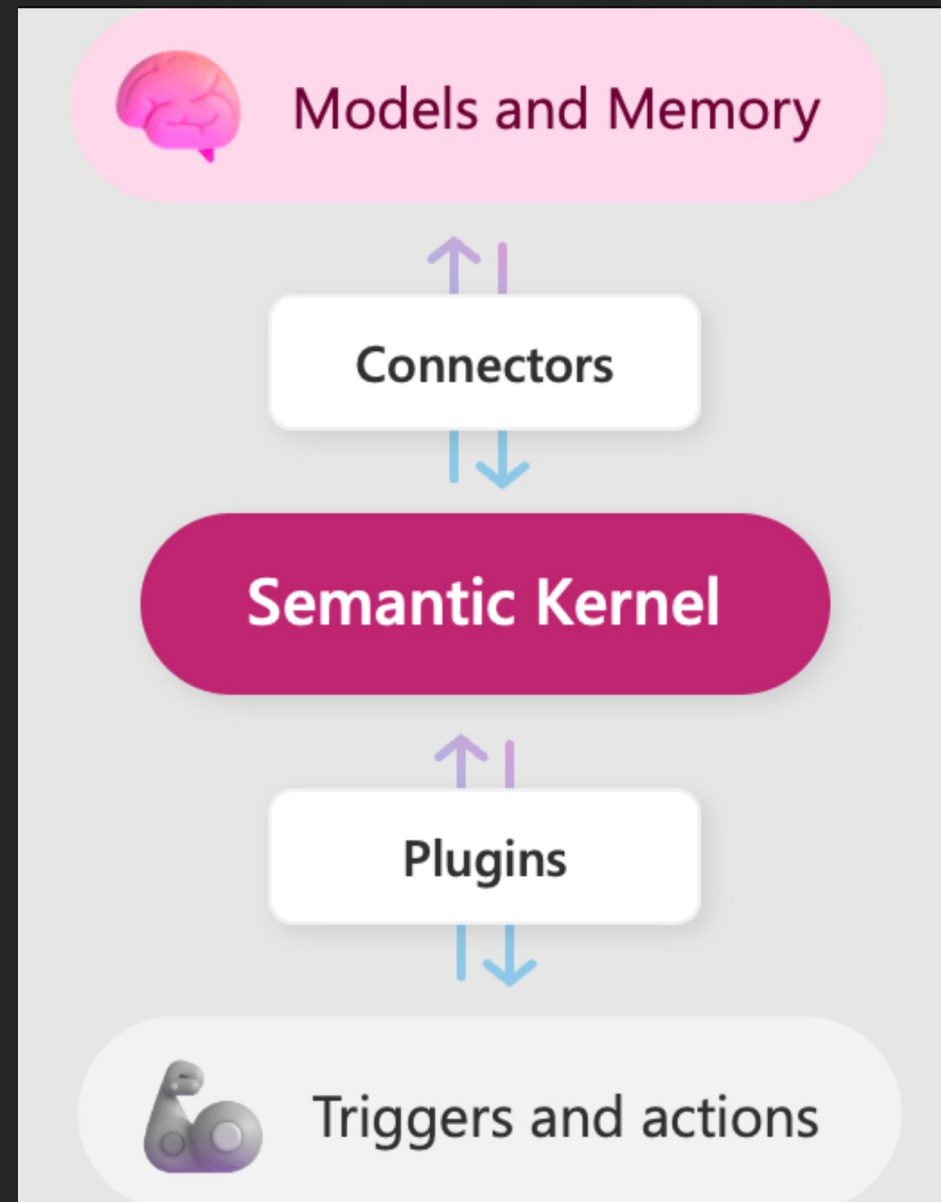 Models and Memory
Connectors
Semantic Kernel
Plugins
Triggers and actions